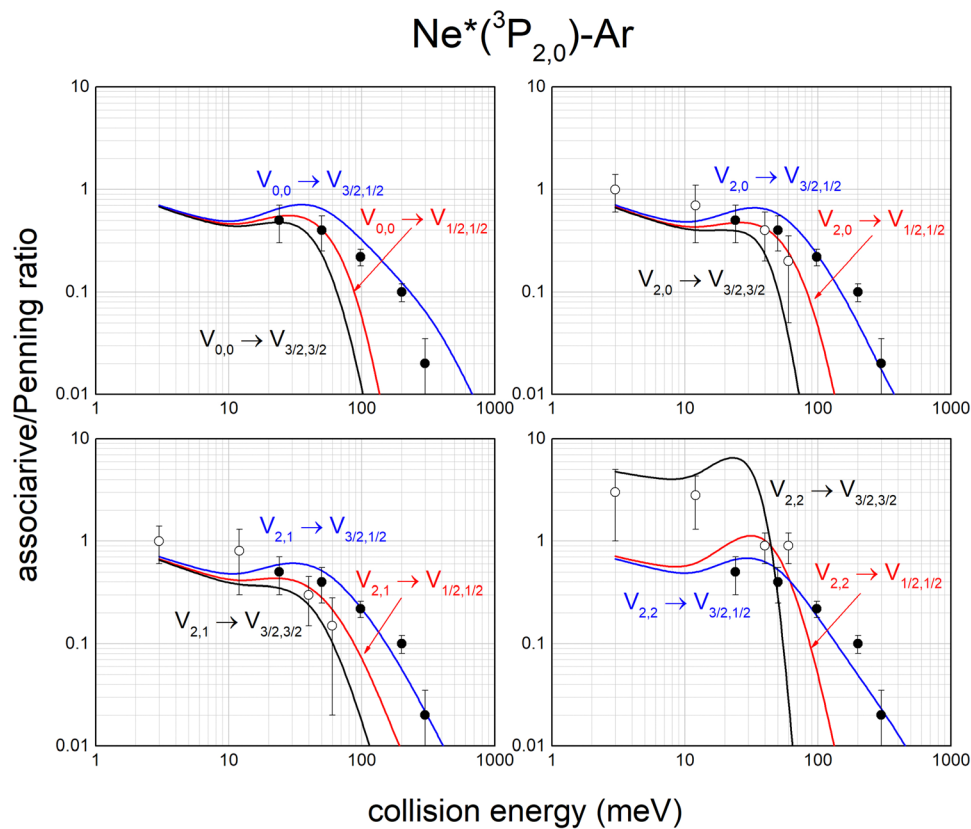 Ne*(³P₂,₀)-Ar
associarive/Penning ratio
10
1
0.1
0.01
1
10
100
1000
V₀,₀ → V₃/₂,₁/₂
V₀,₀ → V₁/₂,₁/₂
V₀,₀ → V₃/₂,₃/₂
10
1
0.1
0.01
1
10
100
1000
V₂,₀ → V₃/₂,₁/₂
V₂,₀ → V₁/₂,₁/₂
V₂,₀ → V₃/₂,₃/₂
10
1
0.1
0.01
1
10
100
1000
V₂,₁ → V₃/₂,₁/₂
V₂,₁ → V₁/₂,₁/₂
V₂,₁ → V₃/₂,₃/₂
10
1
0.1
0.01
1
10
100
1000
V₂,₂ → V₃/₂,₃/₂
V₂,₂ → V₁/₂,₁/₂
V₂,₂ → V₃/₂,₁/₂
collision energy (meV)